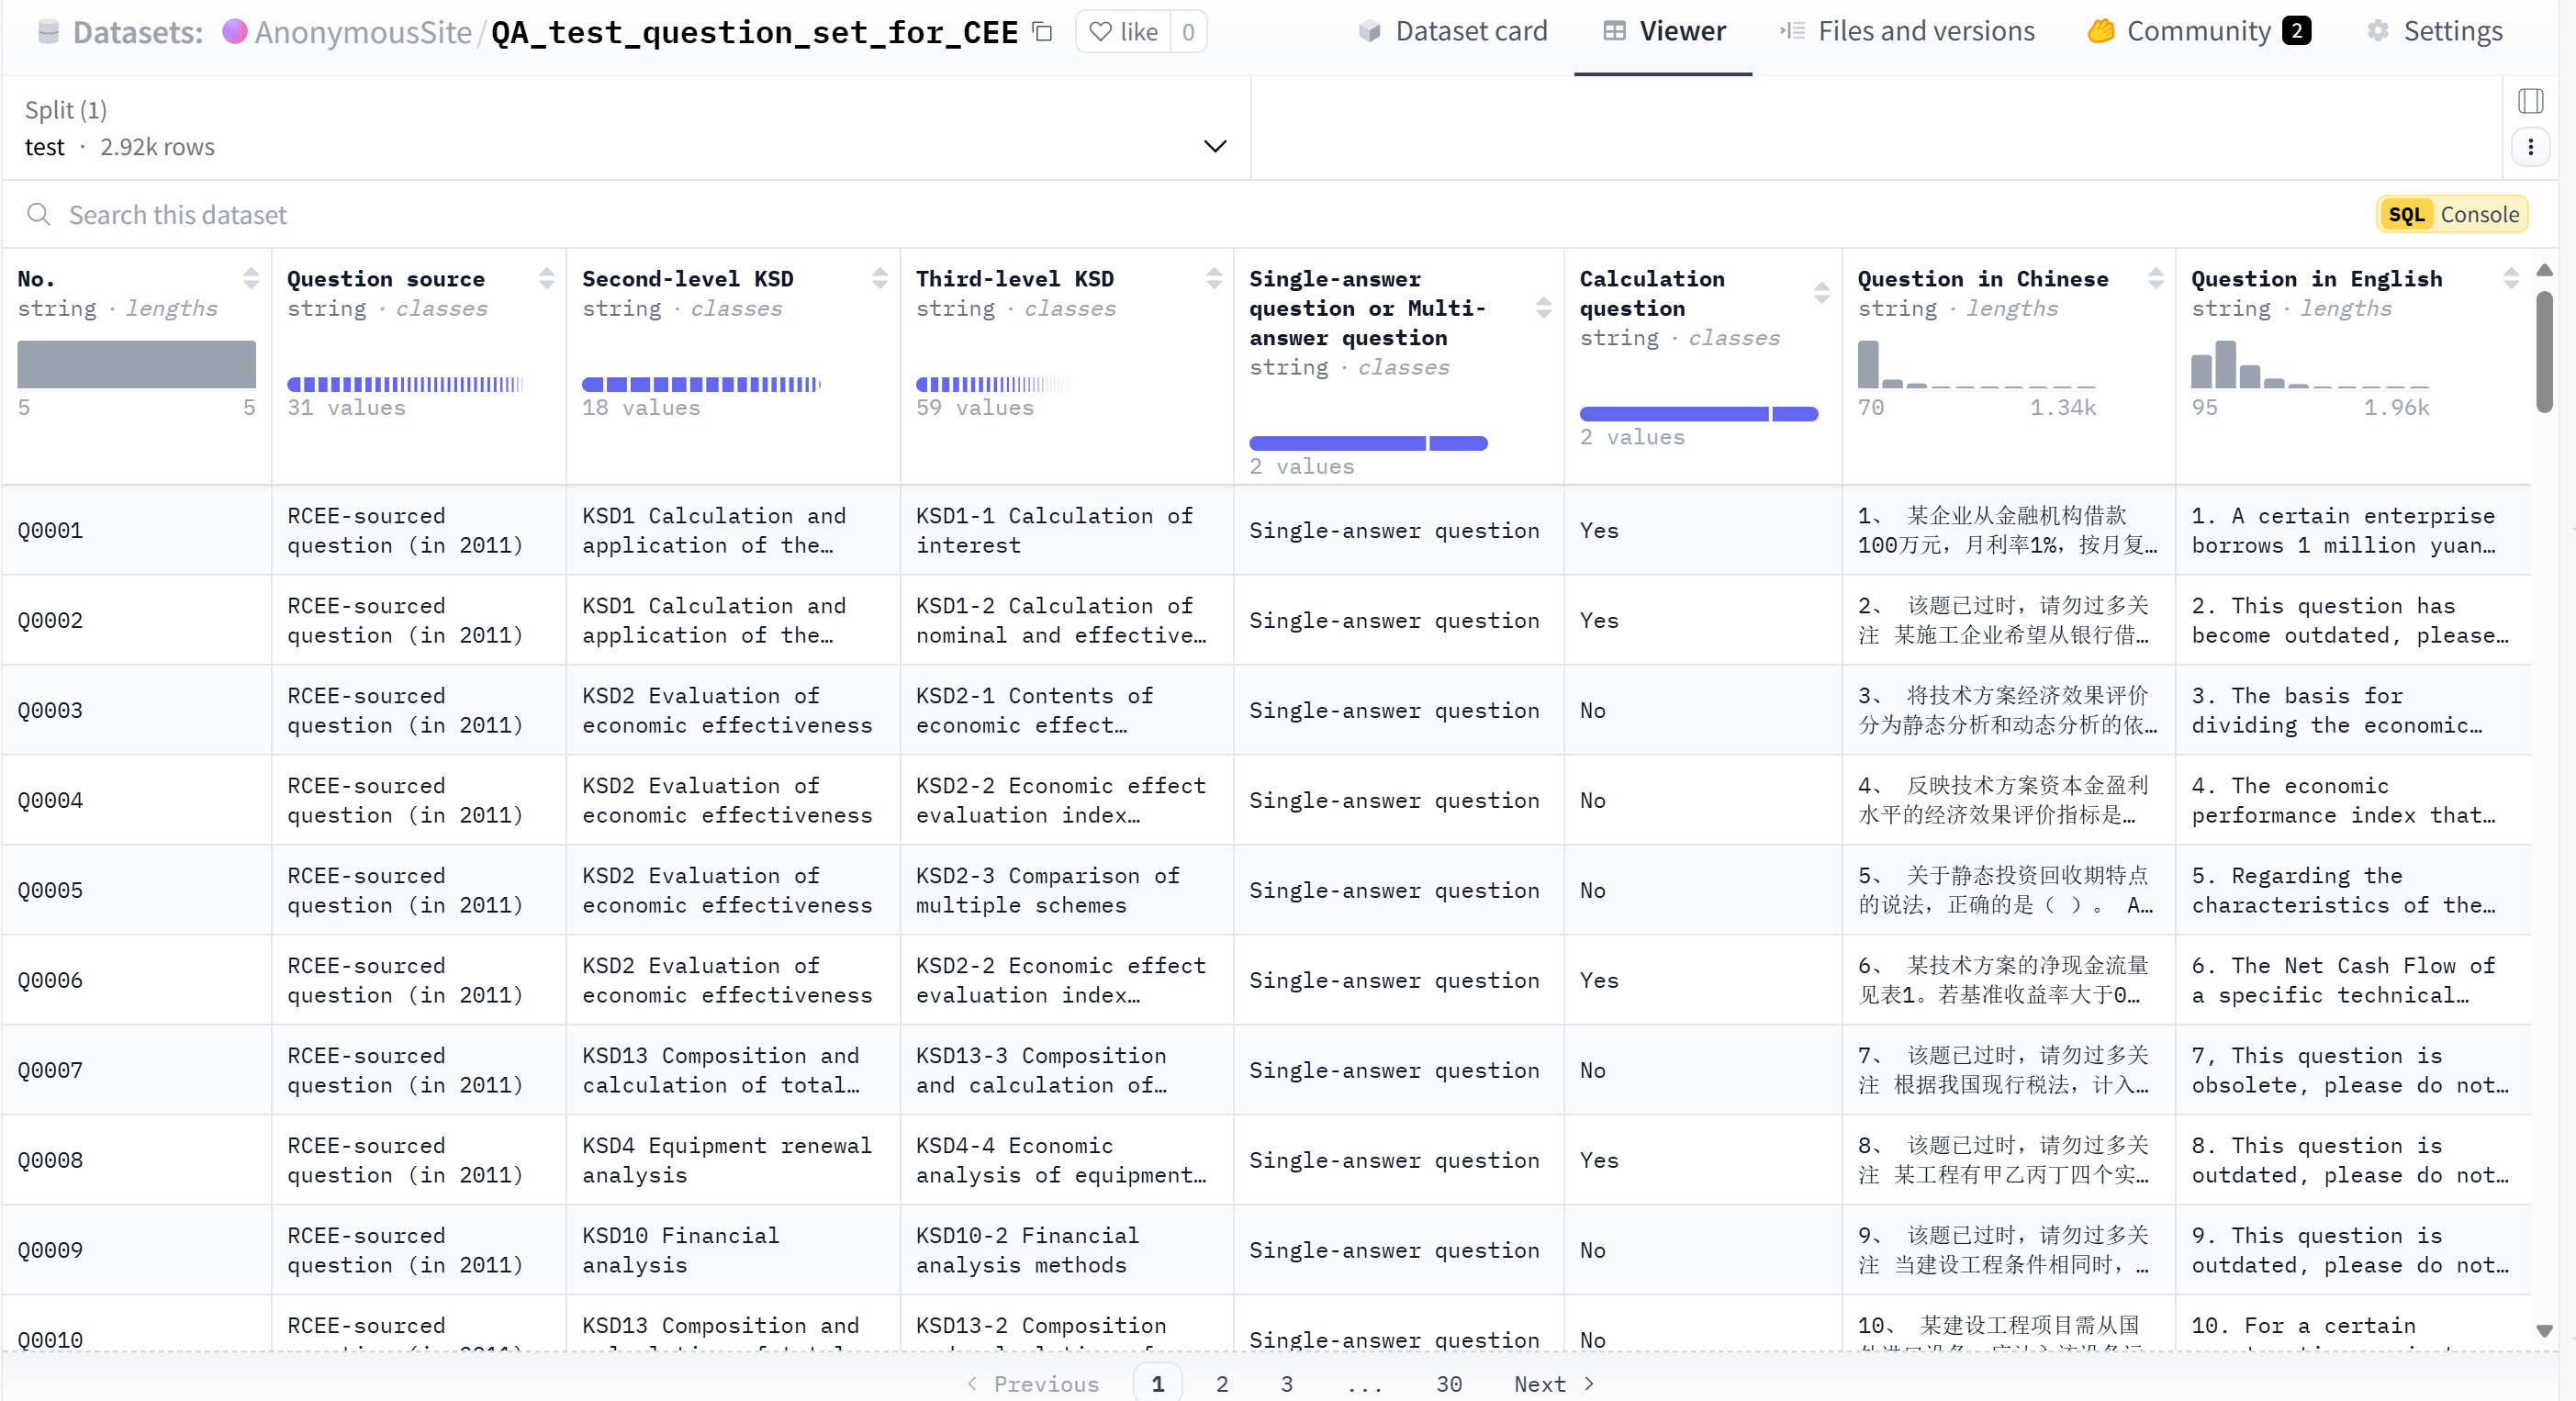 Datasets: AnonymousSite/QA_test_question_set_for_CEE like 0 Dataset card Viewer Files and versions Community 2 Settings
Split (1)
test · 2.92k rows
Search this dataset SQL Console
No.
string · lengths
5 5
Question source
string · classes
31 values
Second-level KSD
string · classes
18 values
Third-level KSD
string · classes
59 values
Single-answer
question or Multi-
answer question
string · classes
2 values
Calculation
question
string · classes
2 values
Question in Chinese
string · lengths
70 1.34k
Question in English
string · lengths
95 1.96k
Q0001
RCEE-sourced
question (in 2011)
KSD1 Calculation and
application of the…
KSD1-1 Calculation of
interest
Single-answer question
Yes
1、 某企业从金融机构借款
100万元，月利率1%，按月复…
1. A certain enterprise
borrows 1 million yuan…
Q0002
RCEE-sourced
question (in 2011)
KSD1 Calculation and
application of the…
KSD1-2 Calculation of
nominal and effective…
Single-answer question
Yes
2、 该题已过时，请勿过多关
注 某施工企业希望从银行借…
2. This question has
become outdated, please…
Q0003
RCEE-sourced
question (in 2011)
KSD2 Evaluation of
economic effectiveness
KSD2-1 Contents of
economic effect…
Single-answer question
No
3、 将技术方案经济效果评价
分为静态分析和动态分析的依…
3. The basis for
dividing the economic…
Q0004
RCEE-sourced
question (in 2011)
KSD2 Evaluation of
economic effectiveness
KSD2-2 Economic effect
evaluation index…
Single-answer question
No
4、 反映技术方案资本金盈利
水平的经济效果评价指标是…
4. The economic
performance index that…
Q0005
RCEE-sourced
question (in 2011)
KSD2 Evaluation of
economic effectiveness
KSD2-3 Comparison of
multiple schemes
Single-answer question
No
5、 关于静态投资回收期特点
的说法，正确的是（ ）。 A…
5. Regarding the
characteristics of the…
Q0006
RCEE-sourced
question (in 2011)
KSD2 Evaluation of
economic effectiveness
KSD2-2 Economic effect
evaluation index…
Single-answer question
Yes
6、 某技术方案的净现金流量
见表1。若基准收益率大于0…
6. The Net Cash Flow of
a specific technical…
Q0007
RCEE-sourced
question (in 2011)
KSD13 Composition and
calculation of total…
KSD13-3 Composition
and calculation of…
Single-answer question
No
7、 该题已过时，请勿过多关
注 根据我国现行税法，计入…
7, This question is
obsolete, please do not…
Q0008
RCEE-sourced
question (in 2011)
KSD4 Equipment renewal
analysis
KSD4-4 Economic
analysis of equipment…
Single-answer question
Yes
8、 该题已过时，请勿过多关
注 某工程有甲乙丙丁四个实…
8. This question is
outdated, please do not…
Q0009
RCEE-sourced
question (in 2011)
KSD10 Financial
analysis
KSD10-2 Financial
analysis methods
Single-answer question
No
9、 该题已过时，请勿过多关
注 当建设工程条件相同时，…
9. This question is
outdated, please do not…
Q0010
RCEE-sourced
KSD13 Composition and
KSD13-2 Composition
Single-answer question
No
10、 某建设工程项目需从国
10. For a certain
Previous 1 2 3 ... 30 Next